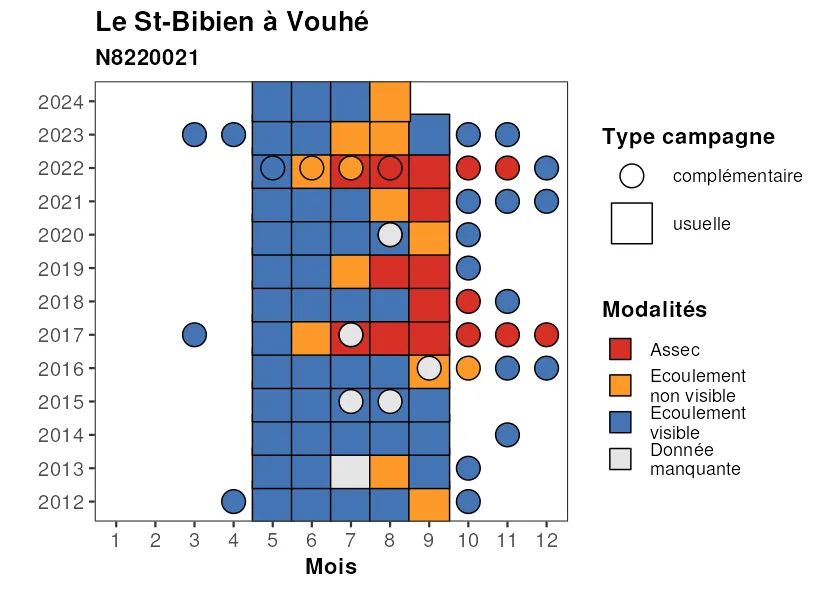 Le St-Bibien à Vouhé
N8220021
2024
2023
2022
2021
2020
2019
2018
2017
2016
2015
2014
2013
2012
1 2 3 4 5 6 7 8 9 10 11 12
Mois
Type campagne
complémentaire
usuelle
Modalités
Assec
Ecoulement
non visible
Ecoulement
visible
Donnée
manquante